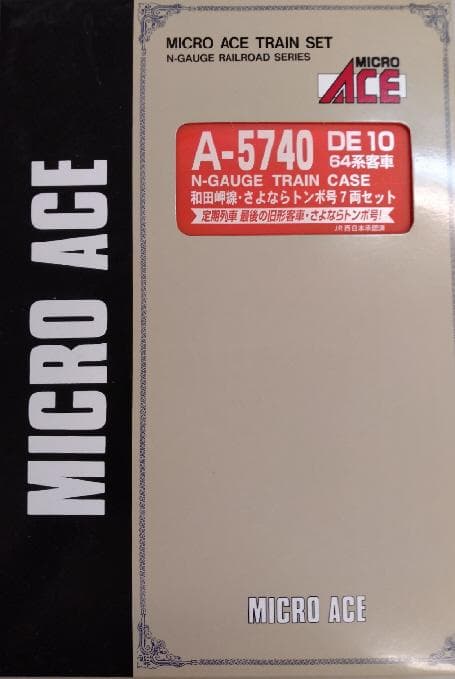 MICRO ACE
MICRO ACE TRAIN SET
N-GAUGE RAILROAD SERIES
MICRO
ACE
A-5740 DE10
64系客車
N-GAUGE TRAIN CASE
和田岬線・さよならトンボ号7両セット
定期列車 最後の旧形客車・さよならトンボ号!
JR西日本承認済
MICRO ACE